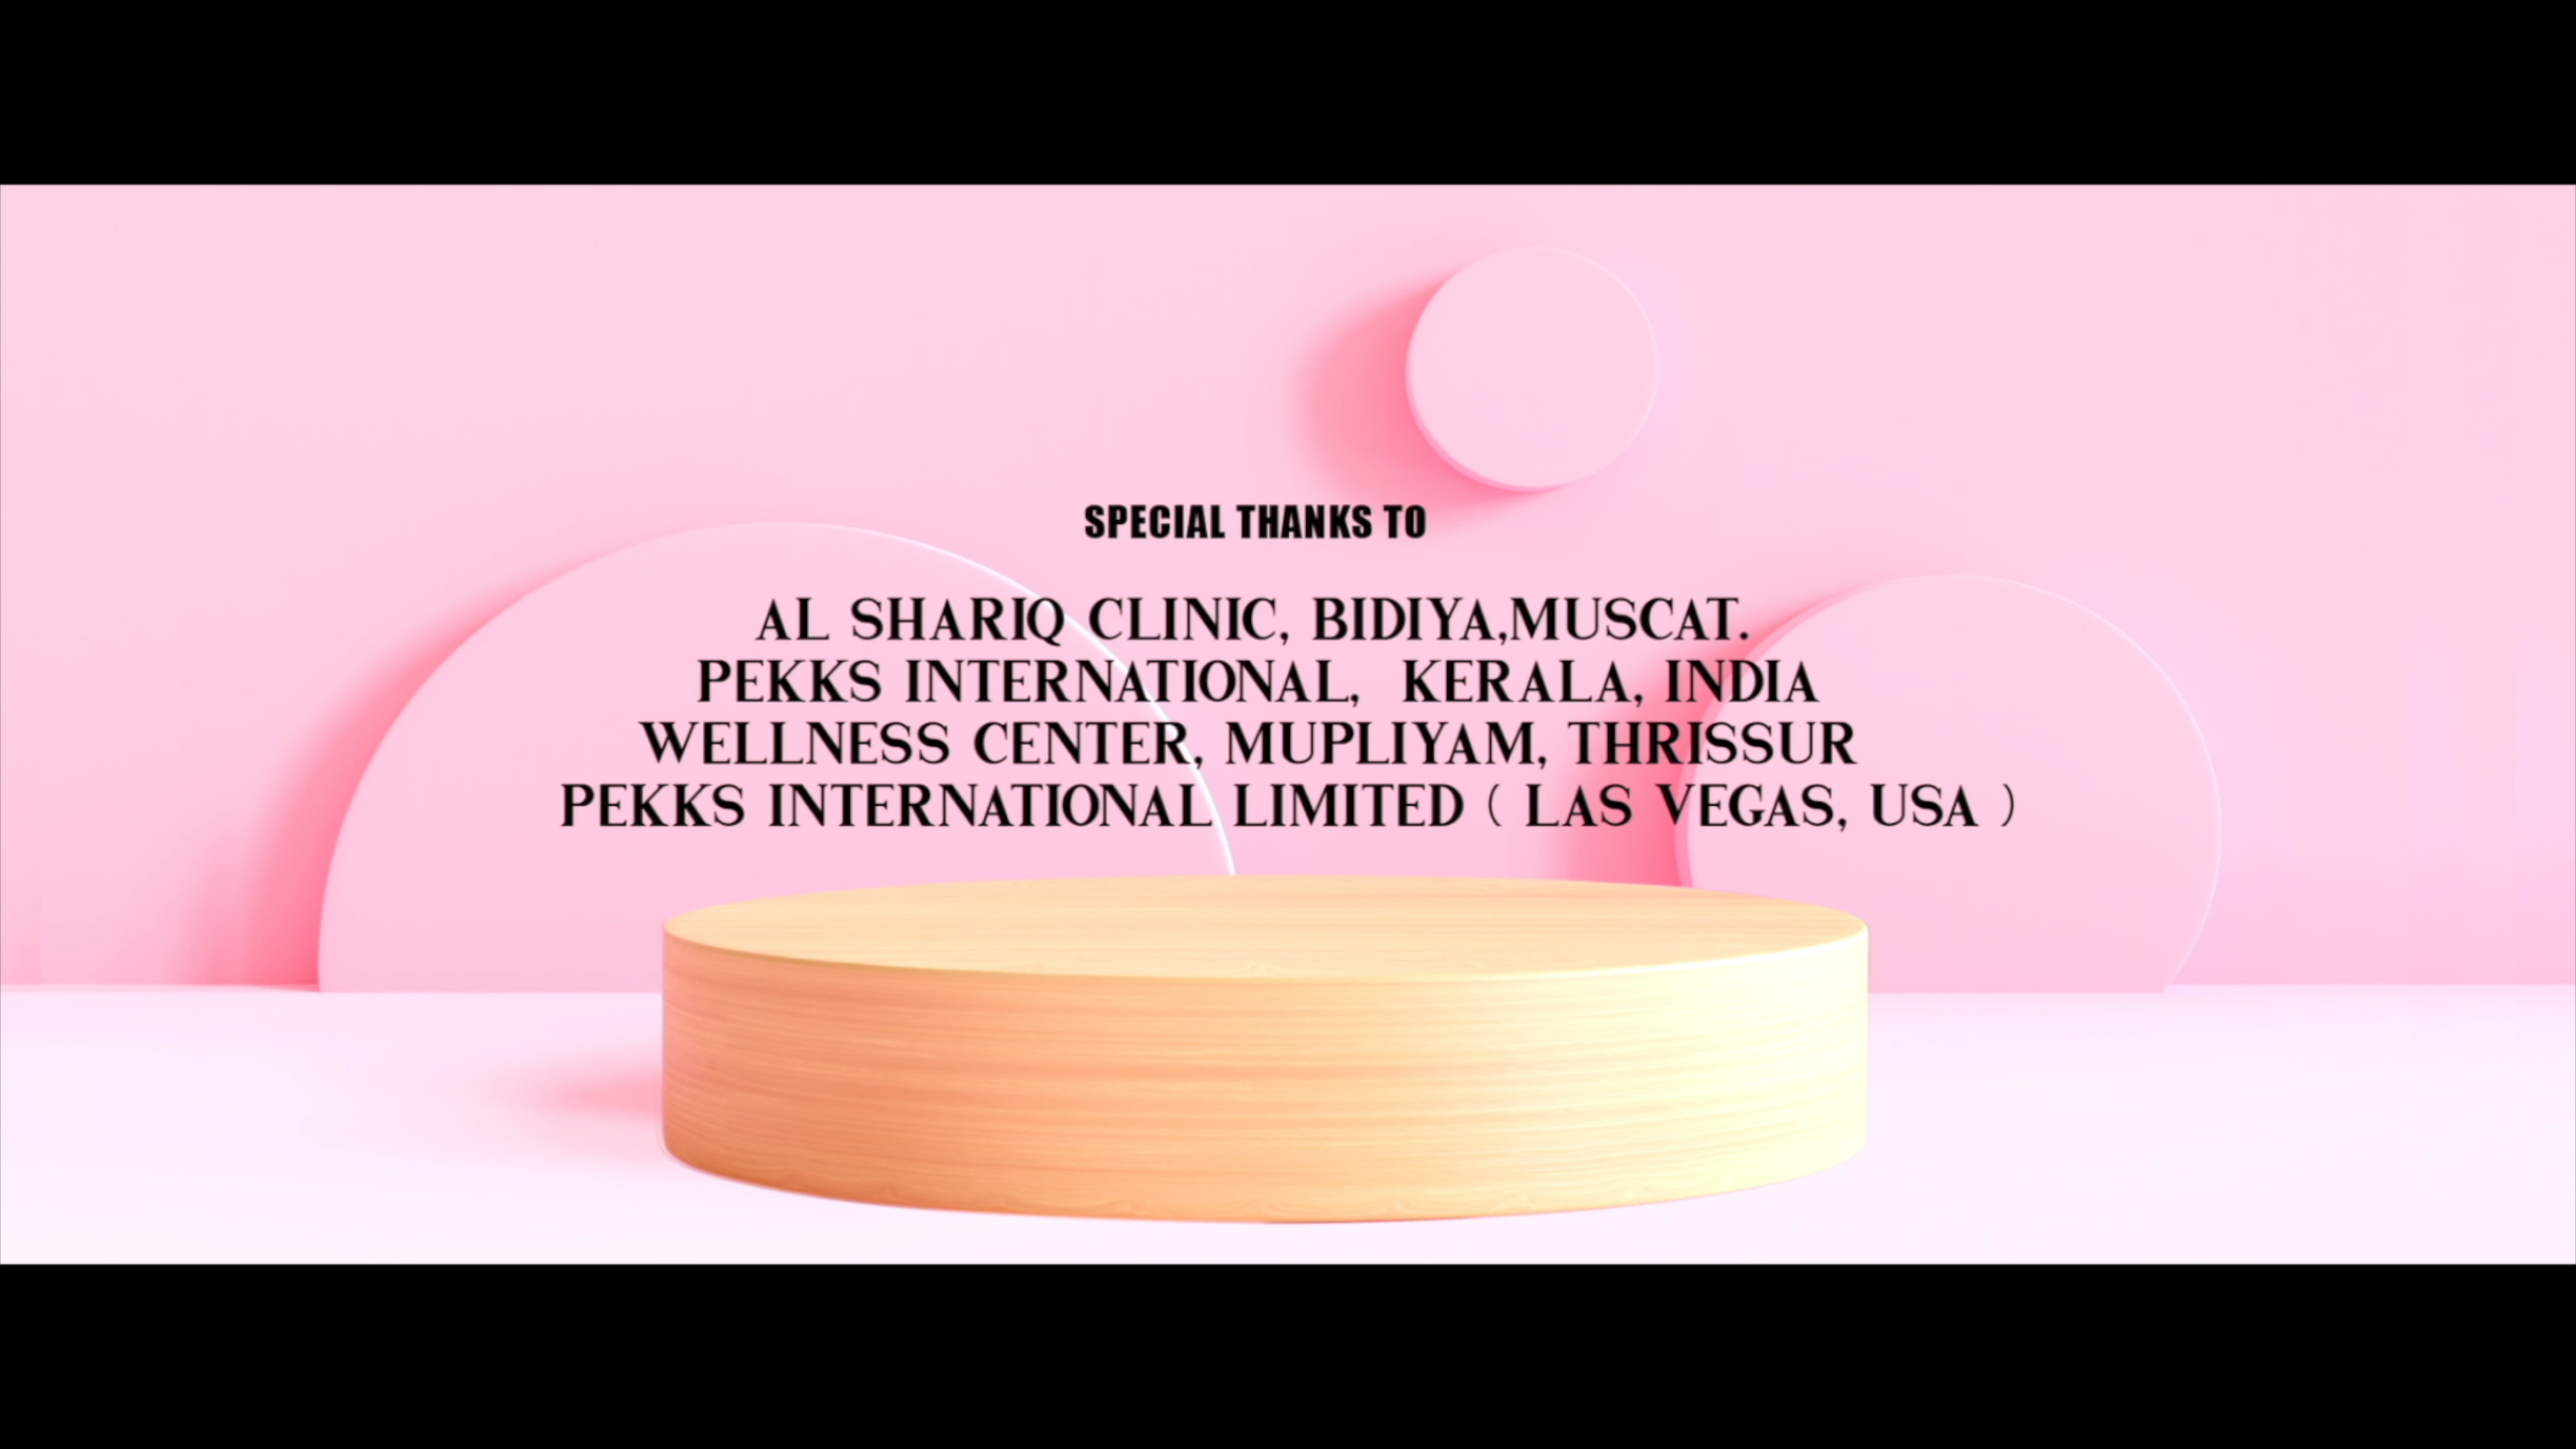 SPECIAL THANKS TO
AL SHARIQ CLINIC, BIDIYA,MUSCAT.
PEKKS INTERNATIONAL,  KERALA, INDIA
WELLNESS CENTER, MUPLIYAM, THRISSUR
PEKKS INTERNATIONAL LIMITED ( LAS VEGAS, USA )